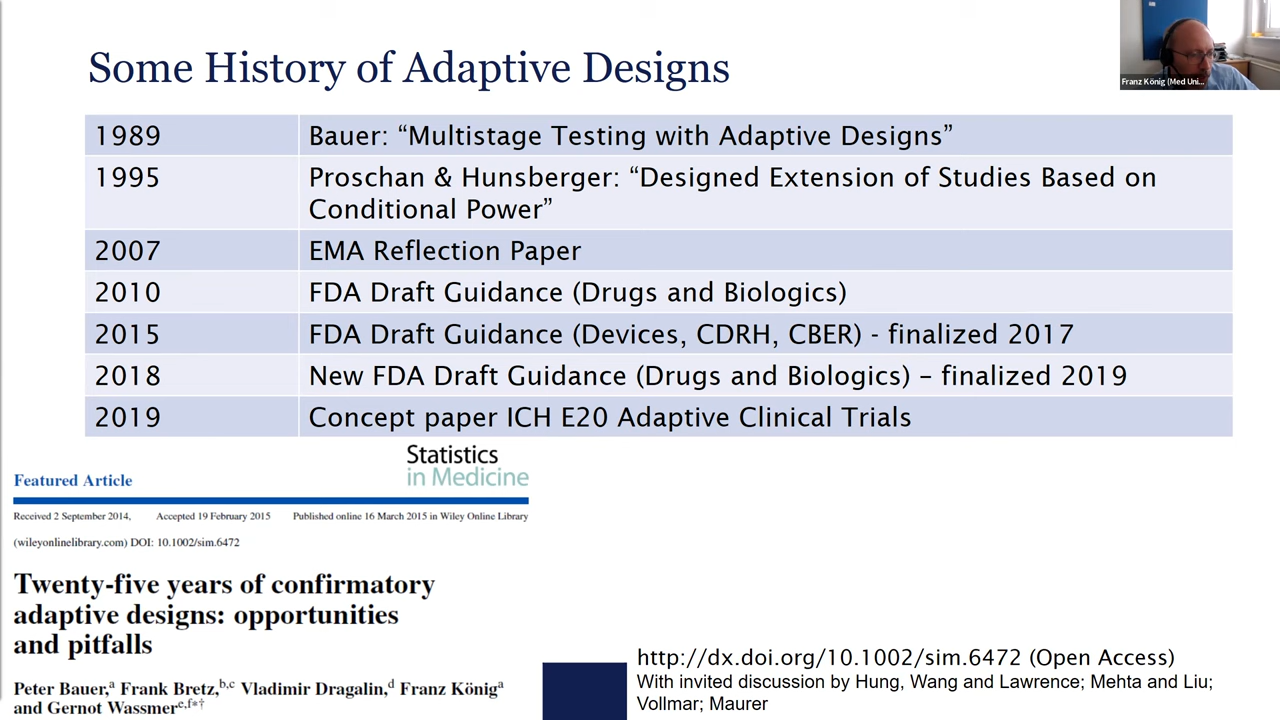 Some History of Adaptive Designs
Franz König (Med Uni...
1989 Bauer: “Multistage Testing with Adaptive Designs”
1995 Proschan & Hunsberger: “Designed Extension of Studies Based on
Conditional Power”
2007 EMA Reflection Paper
2010 FDA Draft Guidance (Drugs and Biologics)
2015 FDA Draft Guidance (Devices, CDRH, CBER) - finalized 2017
2018 New FDA Draft Guidance (Drugs and Biologics) – finalized 2019
2019 Concept paper ICH E20 Adaptive Clinical Trials
Statistics
in Medicine
Featured Article
Received 2 September 2014, Accepted 19 February 2015 Published online 16 March 2015 in Wiley Online Library
(wileyonlinelibrary.com) DOI: 10.1002/sim.6472
Twenty-five years of confirmatory
adaptive designs: opportunities
and pitfalls
Peter Bauer,ᵃ Frank Bretz,ᵇ,ᶜ Vladimir Dragalin,ᵈ Franz Königᵃ
and Gernot Wassmerᵉ,ᶠ*†
http://dx.doi.org/10.1002/sim.6472 (Open Access)
With invited discussion by Hung, Wang and Lawrence; Mehta and Liu;
Vollmar; Maurer